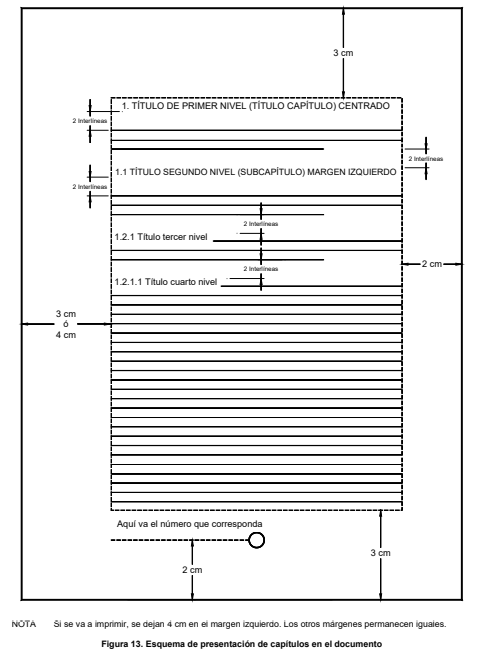 3 cm
1. TÍTULO DE PRIMER NIVEL (TÍTULO CAPÍTULO) CENTRADO
2 Interlíneas
2 Interlíneas
1.1 TÍTULO SEGUNDO NIVEL (SUBCAPÍTULO) MARGEN IZQUIERDO
2 Interlíneas
2 Interlíneas
1.2.1 Título tercer nivel
2 cm
2 Interlíneas
1.2.1.1 Título cuarto nivel
3 cm
ó
4 cm
Aquí va el número que corresponda
3 cm
2 cm
NOTA Si se va a imprimir, se dejan 4 cm en el margen izquierdo. Los otros márgenes permanecen iguales.
Figura 13. Esquema de presentación de capítulos en el documento